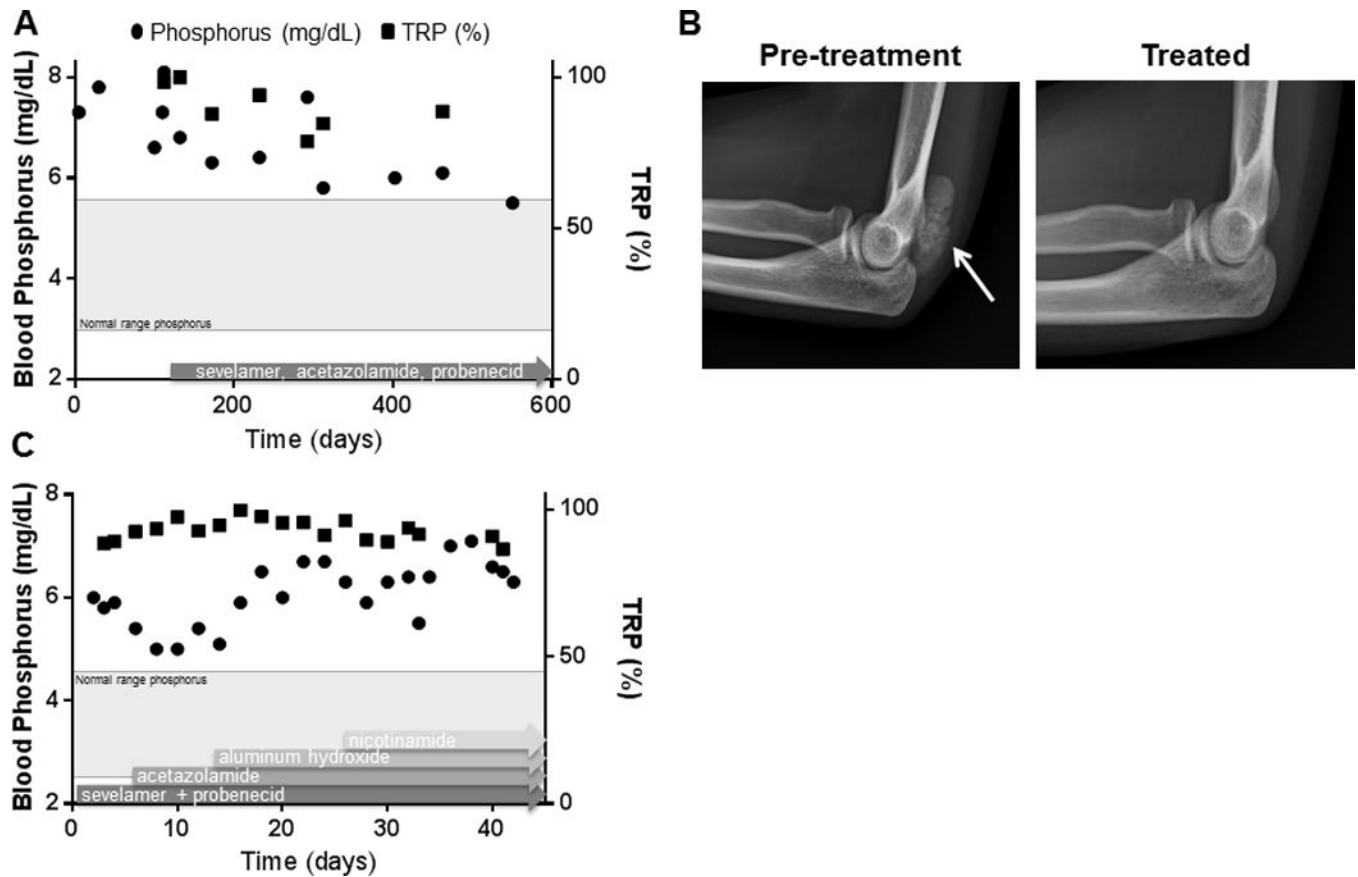 A
● Phosphorus (mg/dL) ■ TRP (%)
8
6
4
2
Blood Phosphorus (mg/dL)
100
50
0
TRP (%)
Normal range phosphorus
sevelamer, acetazolamide, probenecid
0 200 400 600
Time (days)
B
Pre-treatment
Treated
C
8
6
4
2
Blood Phosphorus (mg/dL)
100
50
0
TRP (%)
Normal range phosphorus
nicotinamide
aluminum hydroxide
acetazolamide
sevelamer + probenecid
0 10 20 30 40
Time (days)